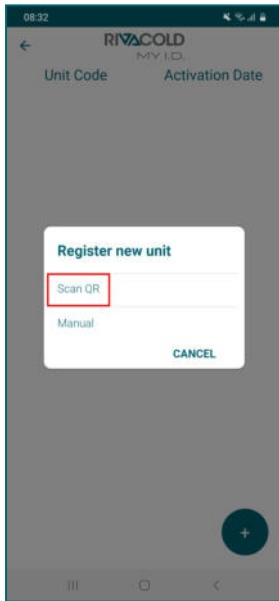 08:32
RIVACOLD
MY I.D.
Unit Code Activation Date
Register new unit
Scan QR
Manual
CANCEL
+